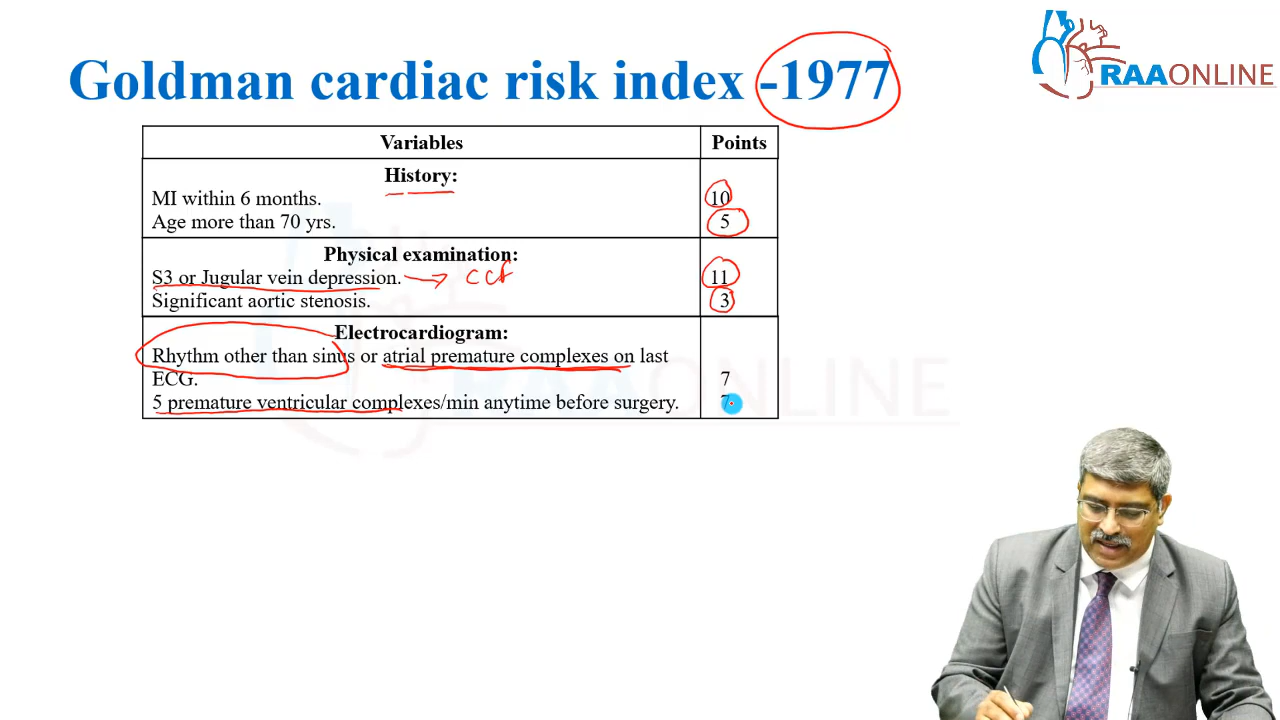 Goldman cardiac risk index -1977
RAAONLINE
Variables Points
History:
MI within 6 months. 10
Age more than 70 yrs. 5
Physical examination:
S3 or Jugular vein depression. → CCF 11
Significant aortic stenosis. 3
Electrocardiogram:
Rhythm other than sinus or atrial premature complexes on last
ECG. 7
5 premature ventricular complexes/min anytime before surgery. 7
RAAONLINE